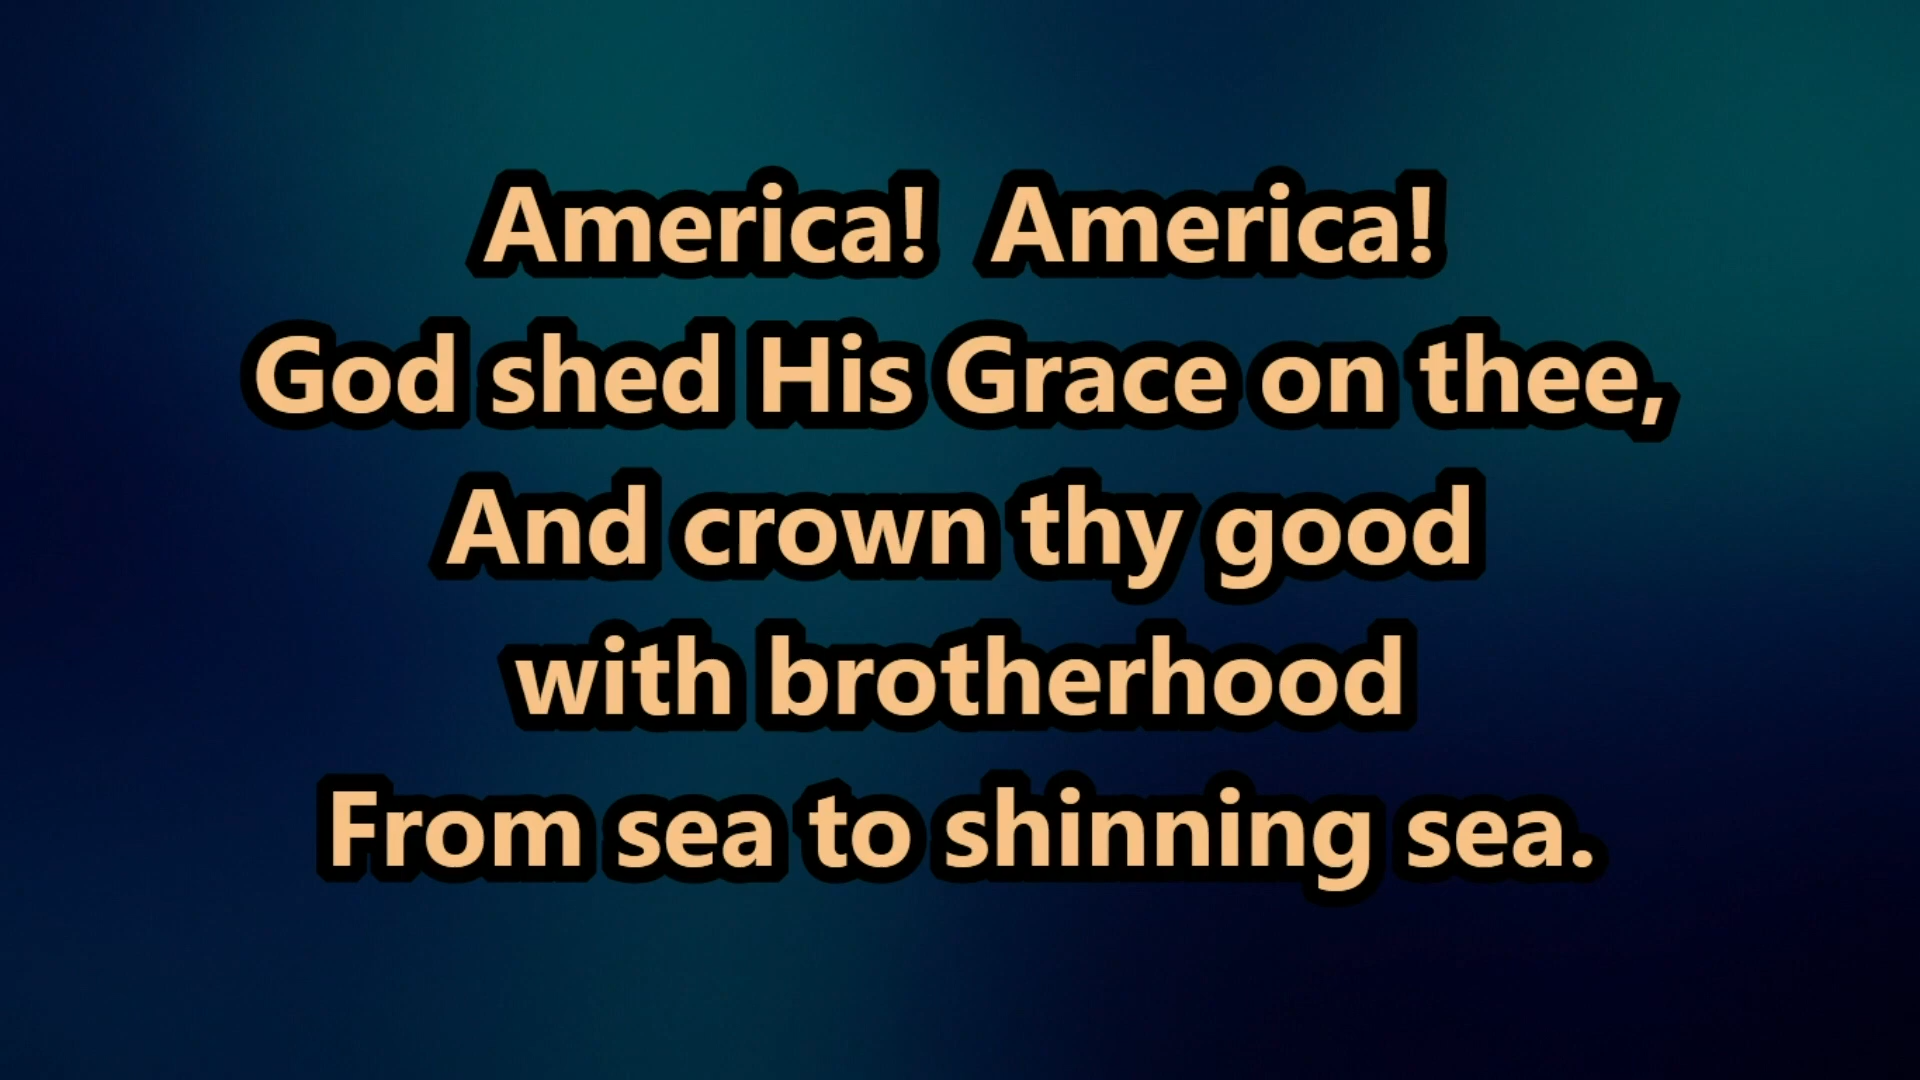 America!  America!
God shed His Grace on thee,
And crown thy good
with brotherhood
From sea to shinning sea.